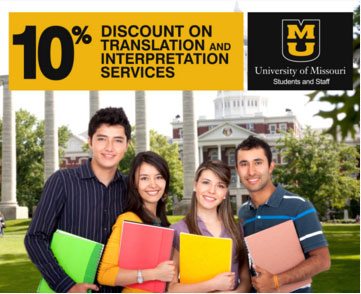 10%
DISCOUNT ON
TRANSLATION AND
INTERPRETATION
SERVICES
MU
University of Missouri
Students and Staff